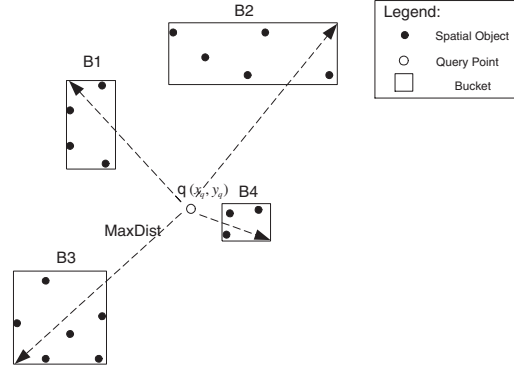 B2
Legend:
Spatial Object
Query Point
Bucket
B1
q (x_q, y_q)
B4
MaxDist
B3